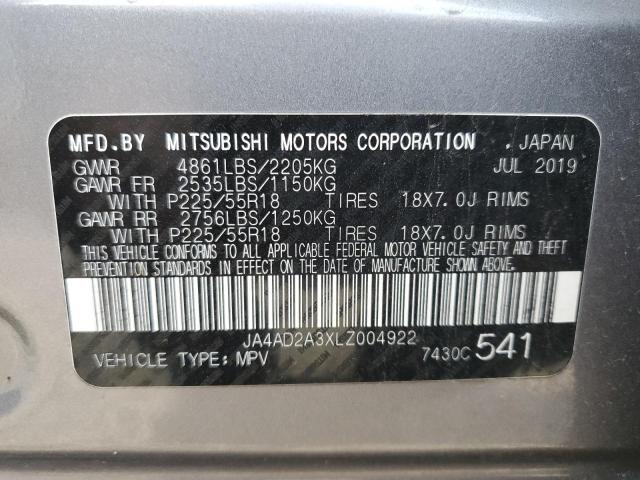 MFD.BY MITSUBISHI MOTORS CORPORATION . JAPAN
GVWR 4861LBS/2205KG JUL 2019
GAWR FR 2535LBS/1150KG
WITH P225/55R18 TIRES 18X7.0J RIMS
GAWR RR 2756LBS/1250KG
WITH P225/55R18 TIRES 18X7.0J RIMS
THIS VEHICLE CONFORMS TO ALL APPLICABLE FEDERAL MOTOR VEHICLE SAFETY AND THEFT
PREVENTION STANDARDS IN EFFECT ON THE DATE OF MANUFACTURE SHOWN ABOVE.
JA4AD2A3XLZ004922
VEHICLE TYPE: MPV 7430C 541